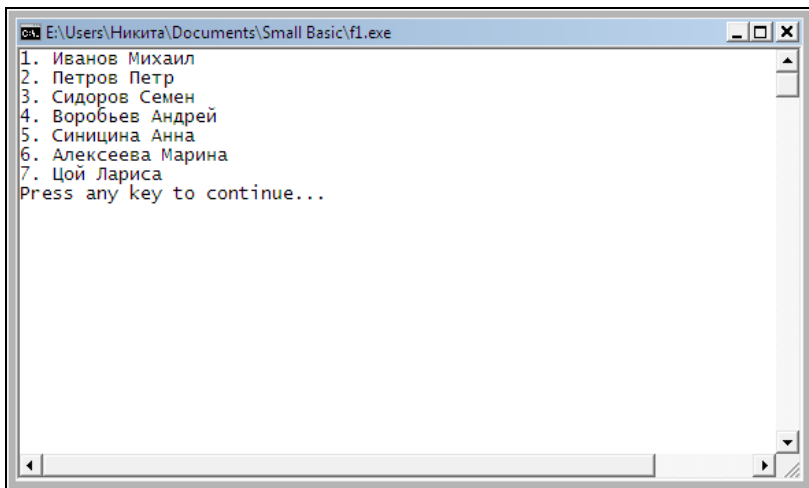 E:\Users\Никита\Documents\Small Basic\f1.exe
1. Иванов Михаил
2. Петров Петр
3. Сидоров Семен
4. Воробьев Андрей
5. Синицина Анна
6. Алексеева Марина
7. Цой Лариса
Press any key to continue...